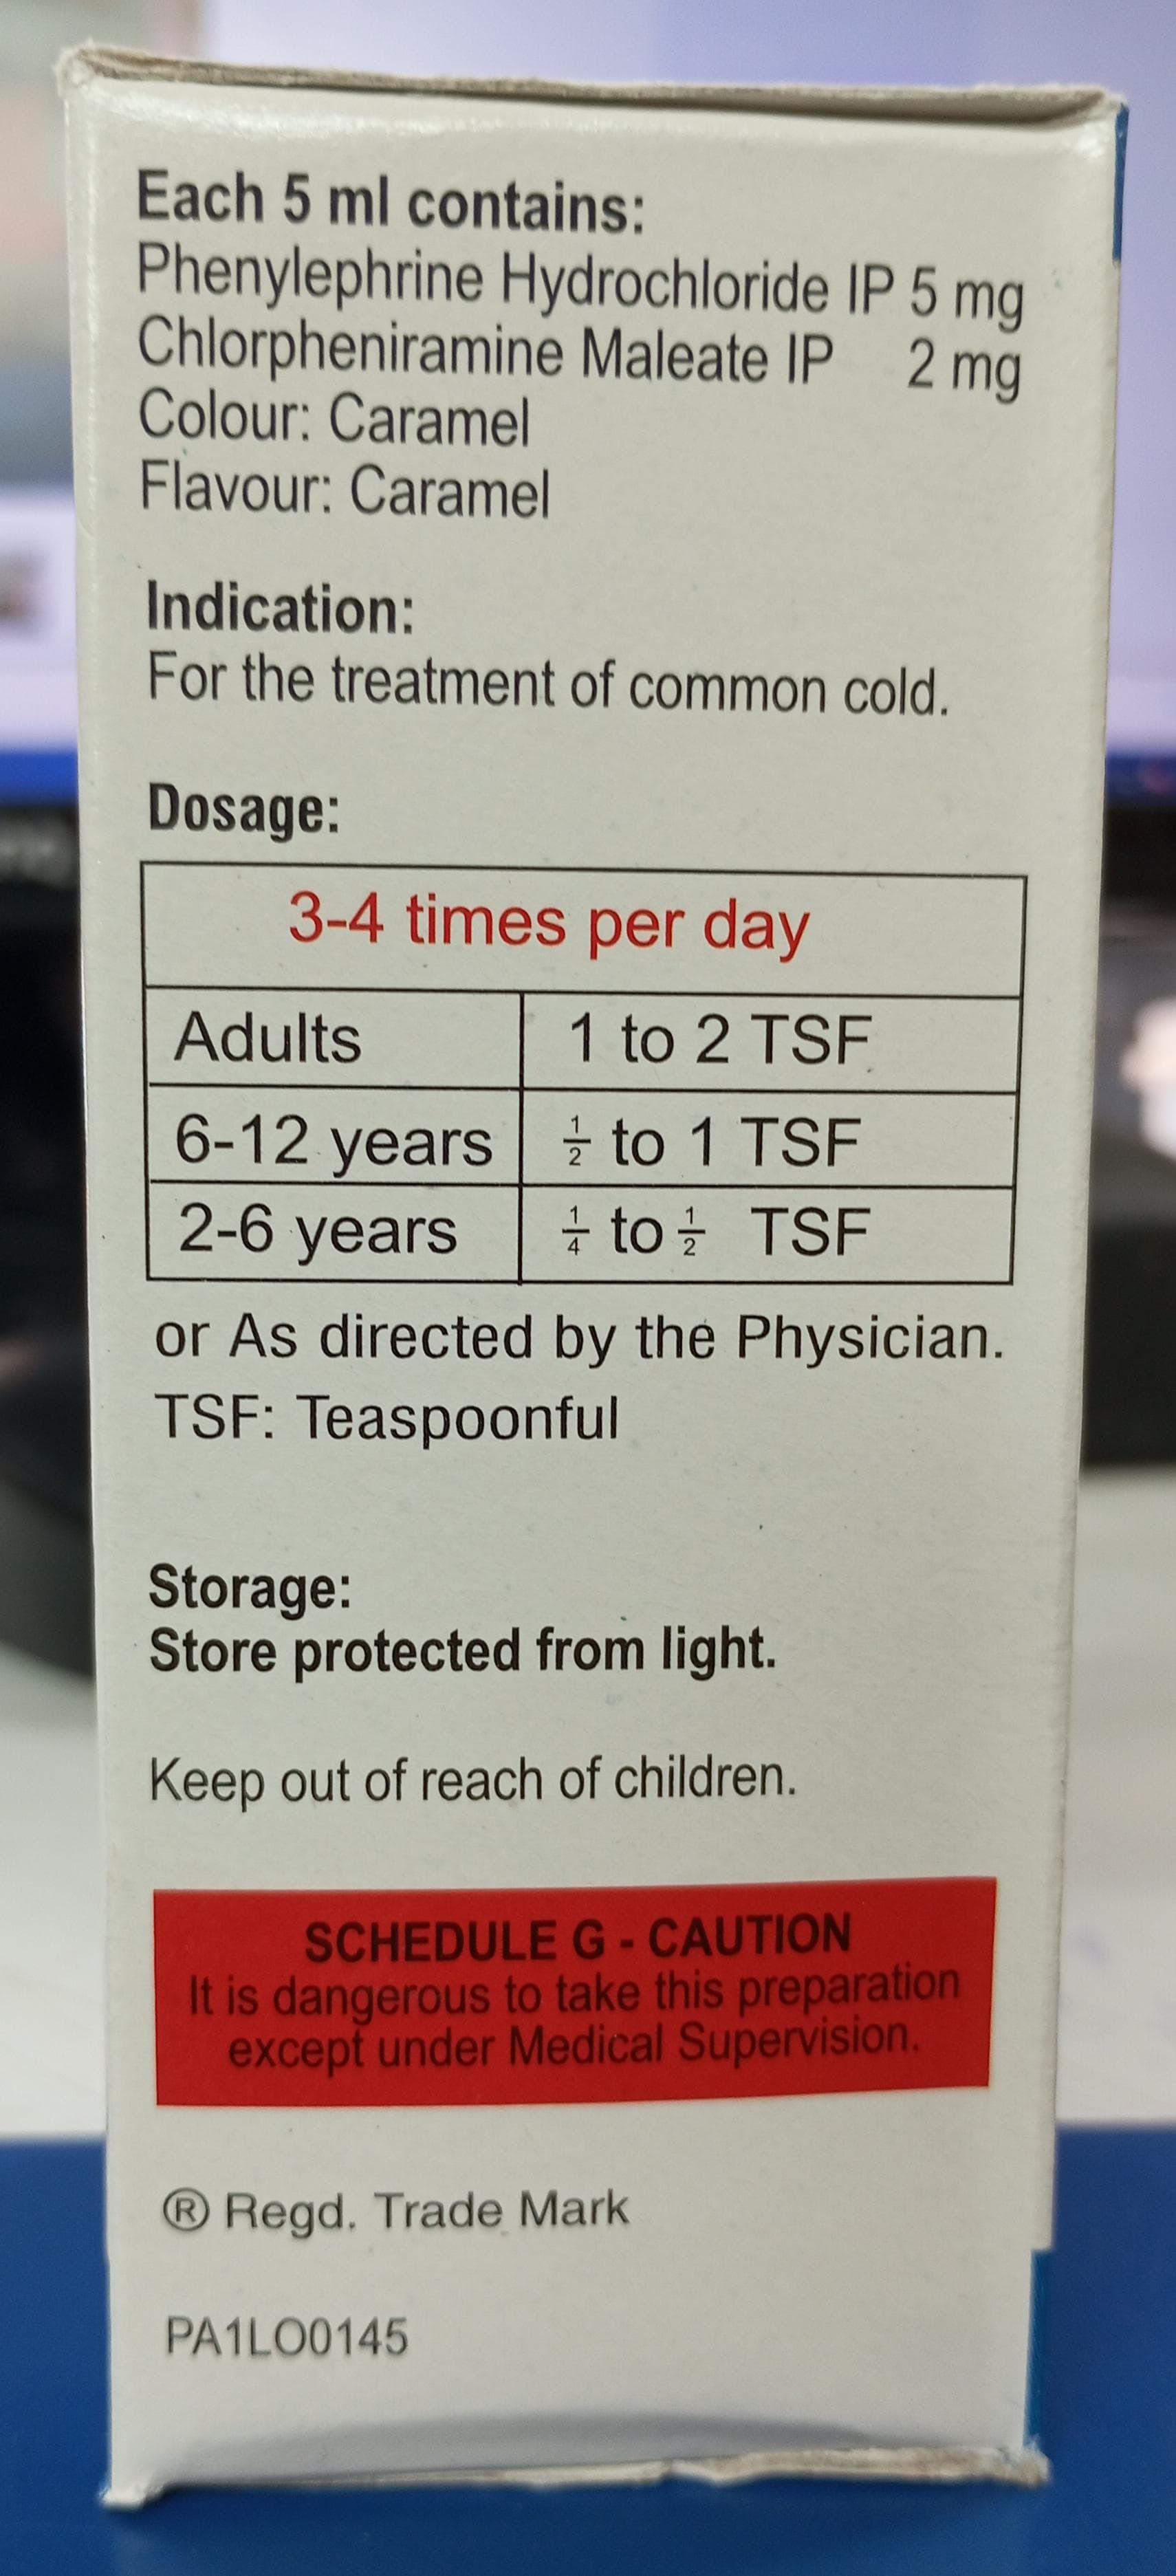 Each 5 ml contains:
Phenylephrine Hydrochloride IP 5 mg
Chlorpheniramine Maleate IP 2 mg
Colour: Caramel
Flavour: Caramel
Indication:
For the treatment of common cold.
Dosage:
3-4 times per day
Adults 1 to 2 TSF
6-12 years ½ to 1 TSF
2-6 years ¼ to ½ TSF
or As directed by the Physician.
TSF: Teaspoonful
Storage:
Store protected from light.
Keep out of reach of children.
SCHEDULE G - CAUTION
It is dangerous to take this preparation
except under Medical Supervision.
® Regd. Trade Mark
PA1LO0145